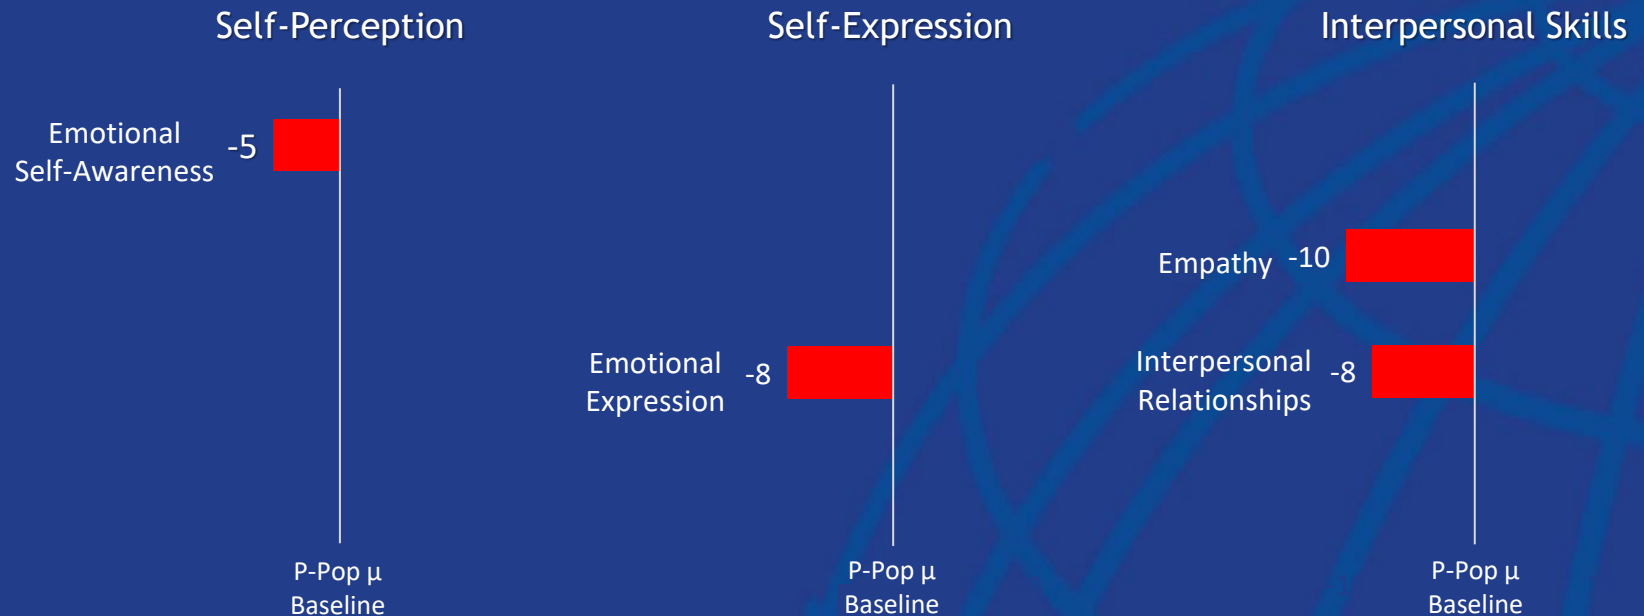 Self-Perception
Emotional
Self-Awareness
-5
P-Pop μ
Baseline
Self-Expression
Emotional
Expression
-8
P-Pop μ
Baseline
Interpersonal Skills
Empathy
-10
Interpersonal
Relationships
-8
P-Pop μ
Baseline